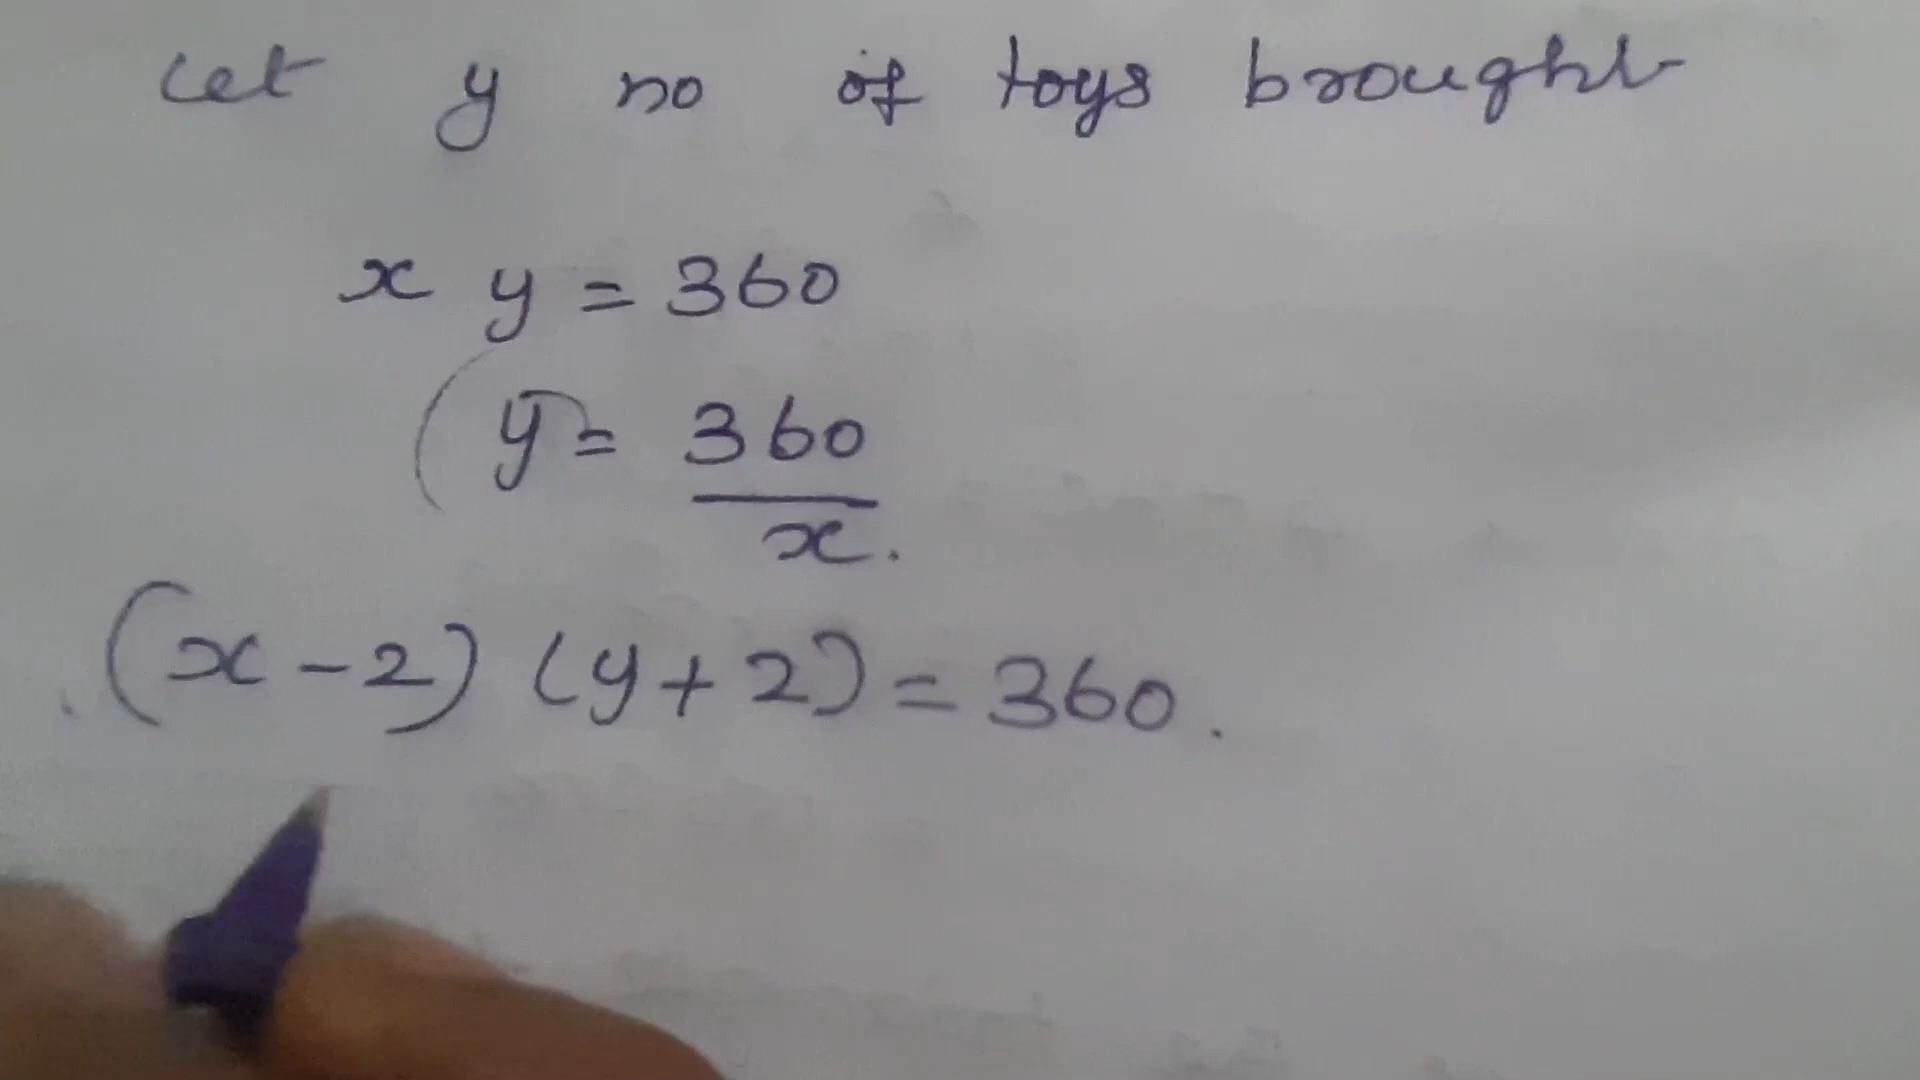 Let y no of toys brought
x y = 360
y = 360
x.
(x - 2) (y + 2) = 360.